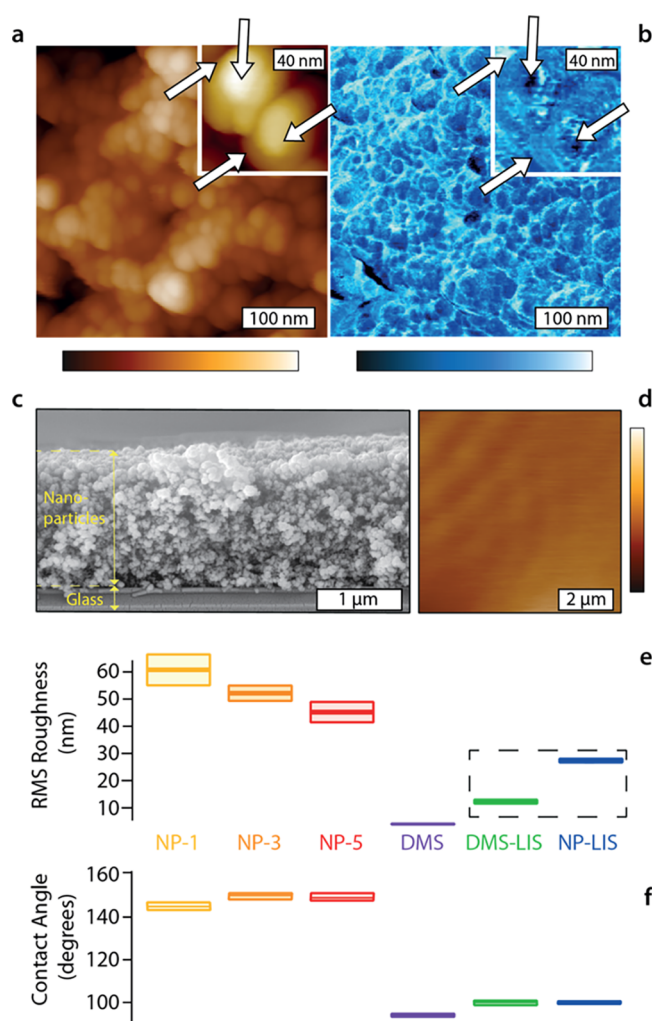 a
b
40 nm
40 nm
100 nm
100 nm
c
d
Nano-
particles
Glass
1 µm
2 µm
e
RMS Roughness
(nm)
60
50
40
30
20
10
NP-1 NP-3 NP-5 DMS DMS-LIS NP-LIS
f
Contact Angle
(degrees)
160
140
120
100